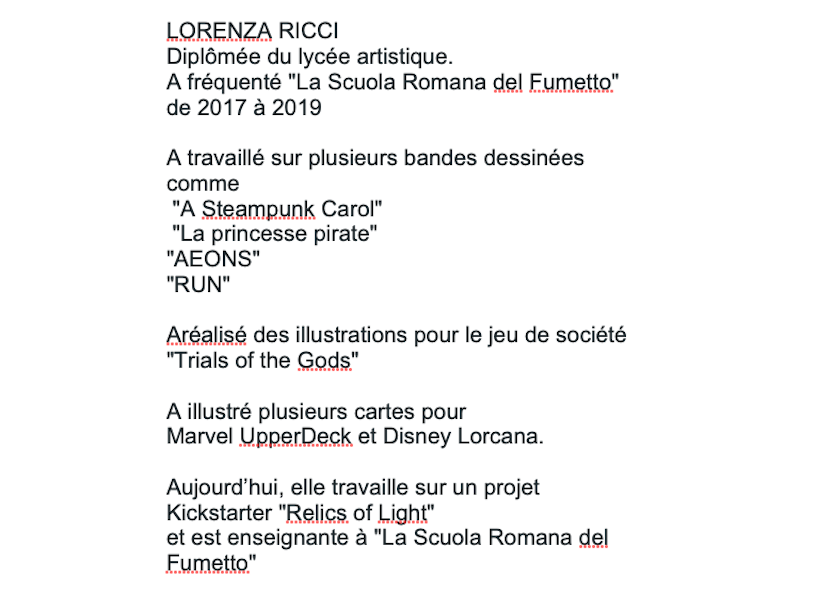 LORENZA RICCI
Diplômée du lycée artistique.
A fréquenté "La Scuola Romana del Fumetto"
de 2017 à 2019
A travaillé sur plusieurs bandes dessinées
comme
"A Steampunk Carol"
"La princesse pirate"
"AEONS"
"RUN"
Aréalisé des illustrations pour le jeu de société
"Trials of the Gods"
A illustré plusieurs cartes pour
Marvel UpperDeck et Disney Lorcana.
Aujourd’hui, elle travaille sur un projet
Kickstarter "Relics of Light"
et est enseignante à "La Scuola Romana del
Fumetto"